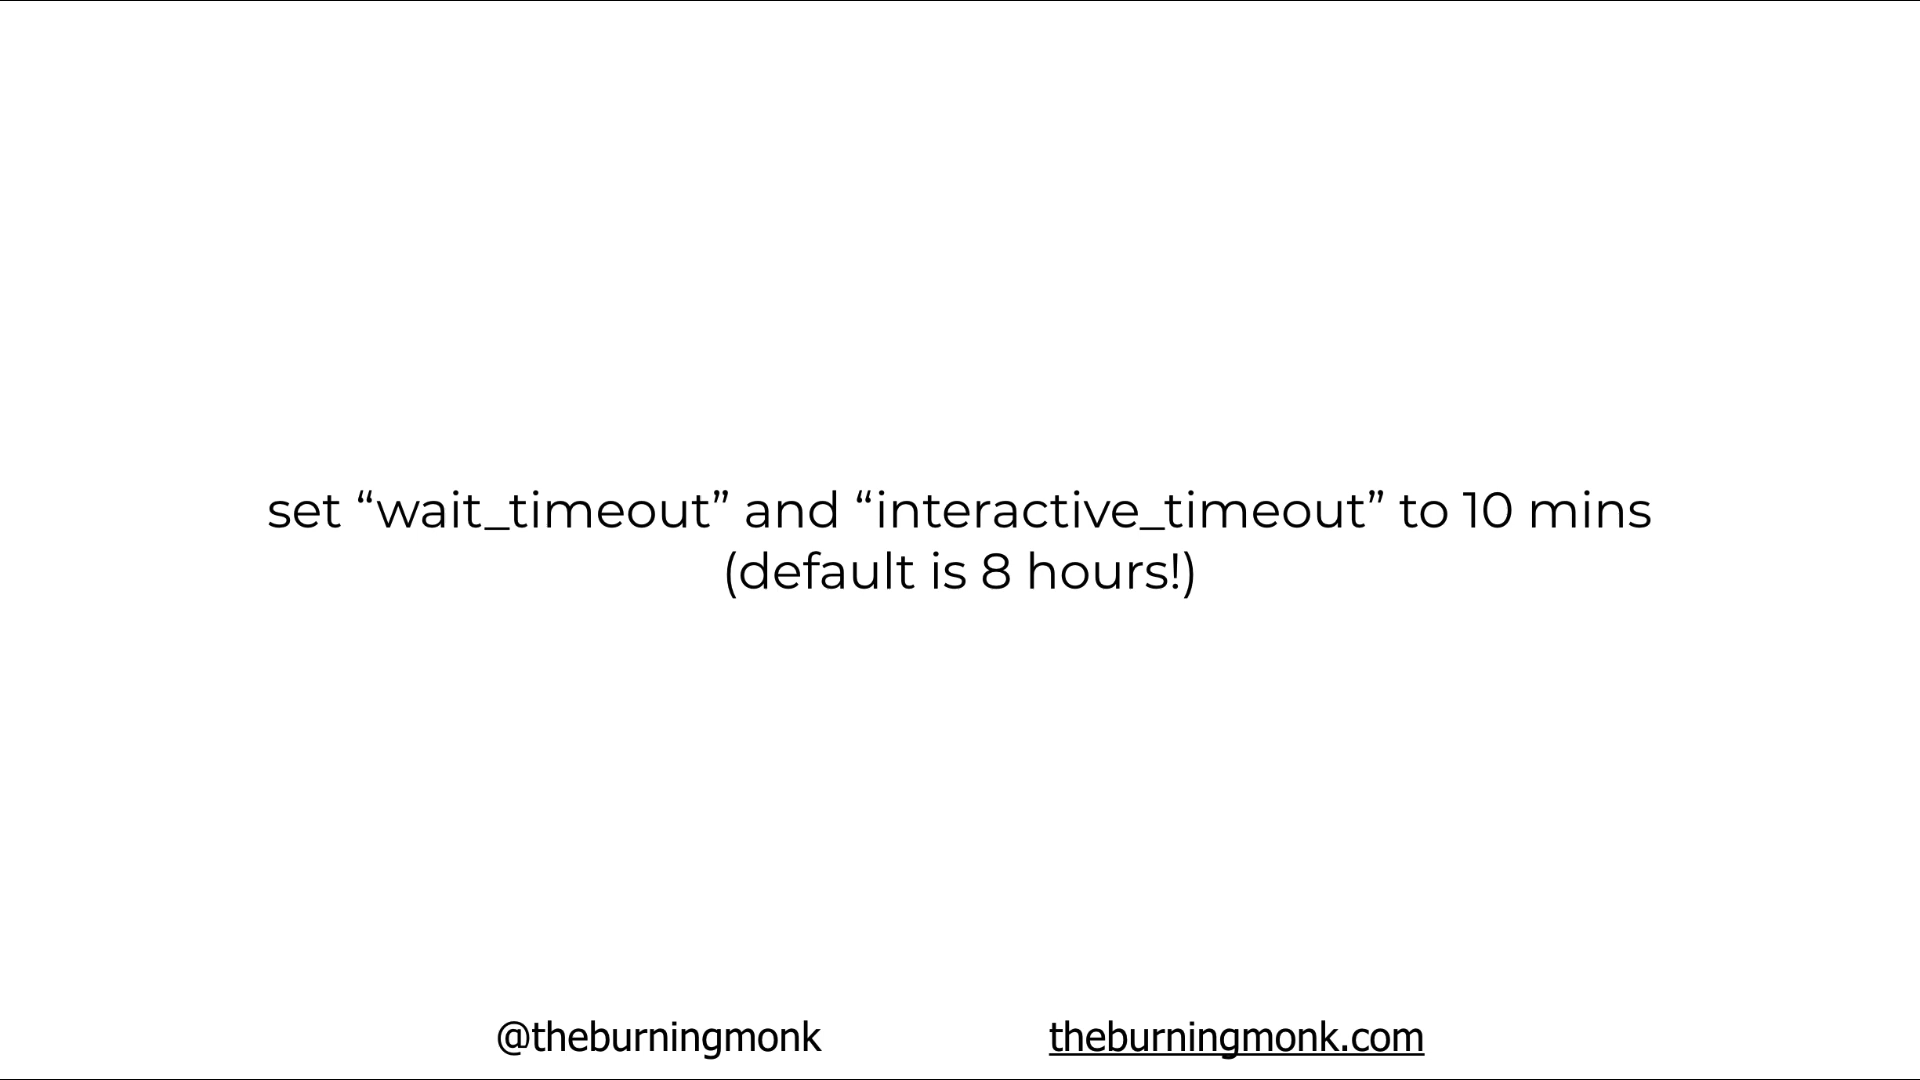 set “wait_timeout” and “interactive_timeout” to 10 mins
(default is 8 hours!)
@theburningmonk
theburningmonk.com